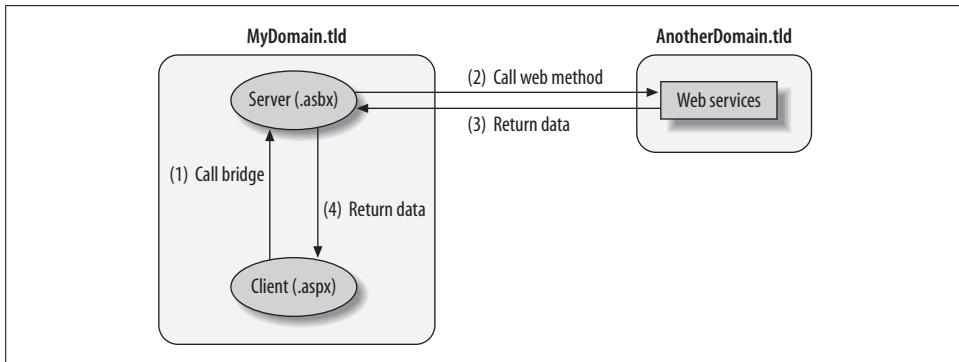 MyDomain.tld
AnotherDomain.tld
Server (.asbx)
(2) Call web method
Web services
(3) Return data
(1) Call bridge
(4) Return data
Client (.aspx)